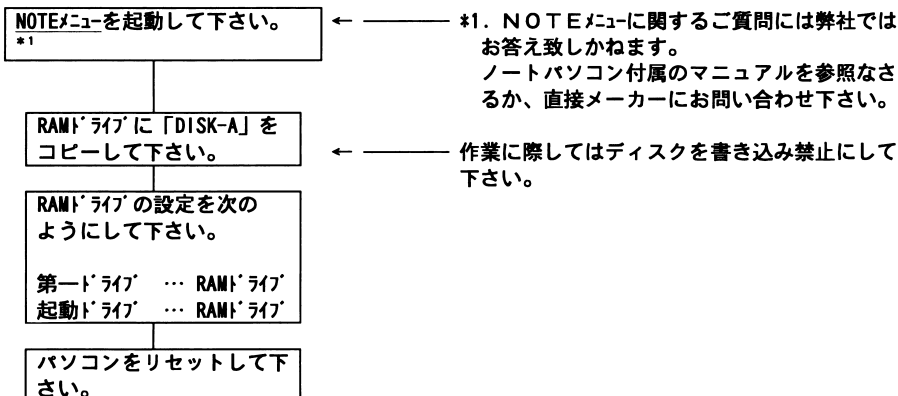 NOTEﾒﾆｭｰを起動して下さい。
*1
← ──── *1. NOTEﾒﾆｭｰに関するご質問には弊社では
お答え致しかねます。
ノートパソコン付属のマニュアルを参照なさ
るか、直接メーカーにお問い合わせ下さい。
RAMﾄﾞﾗｲﾌﾞに「DISK-A」を
コピーして下さい。
← ──── 作業に際してはディスクを書き込み禁止にして
下さい。
RAMﾄﾞﾗｲﾌﾞの設定を次の
ようにして下さい。
第一ﾄﾞﾗｲﾌﾞ … RAMﾄﾞﾗｲﾌﾞ
起動ﾄﾞﾗｲﾌﾞ … RAMﾄﾞﾗｲﾌﾞ
パソコンをリセットして下
さい。